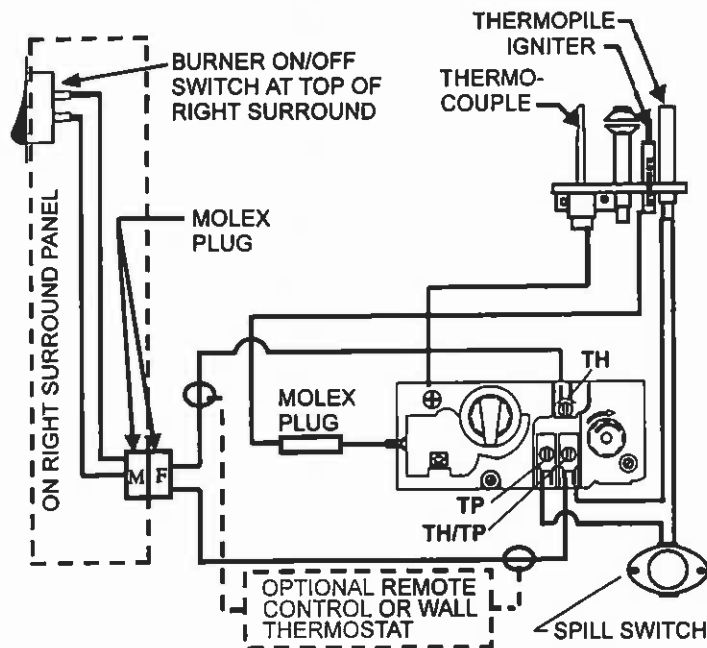 THERMOPILE
IGNITER
THERMO-
COUPLE
BURNER ON/OFF
SWITCH AT TOP OF
RIGHT SURROUND
MOLEX
PLUG
ON RIGHT SURROUND PANEL
TH
MOLEX
PLUG
M F
TP
TH/TP
OPTIONAL REMOTE
CONTROL OR WALL
THERMOSTAT
SPILL SWITCH